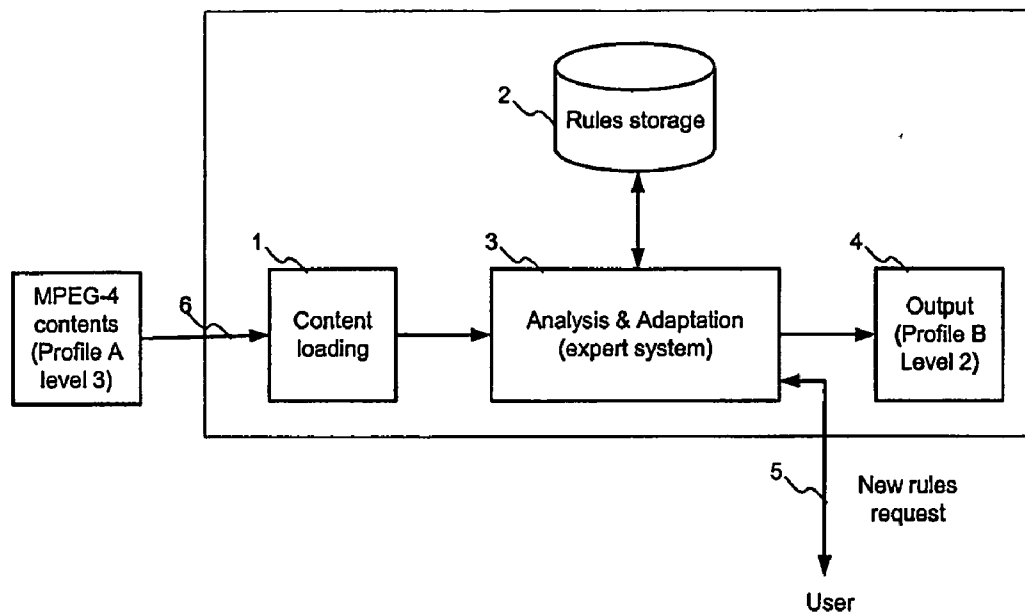 2
Rules storage
1
3
4
6
MPEG-4
contents
(Profile A
level 3)
Content
loading
Analysis & Adaptation
(expert system)
Output
(Profile B
Level 2)
5
New rules
request
User